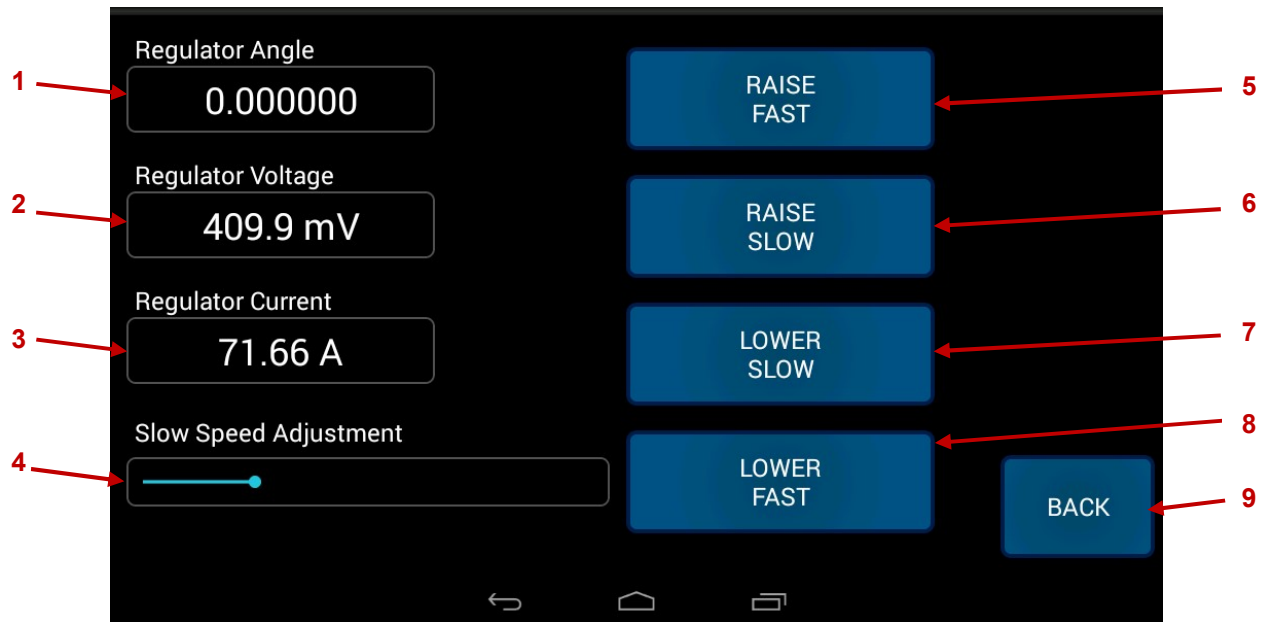 1
Regulator Angle
0.000000
2
Regulator Voltage
409.9 mV
3
Regulator Current
71.66 A
4
Slow Speed Adjustment
RAISE
FAST
5
RAISE
SLOW
6
LOWER
SLOW
7
LOWER
FAST
8
BACK
9